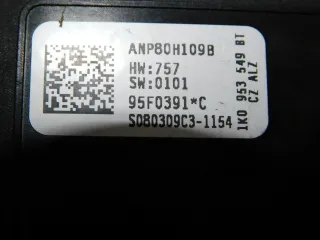 ANP80H109B
HW:757
SW:0101
95F0391*C
S080309C3-1154
1K0 953 549 BT
CZ ALZ